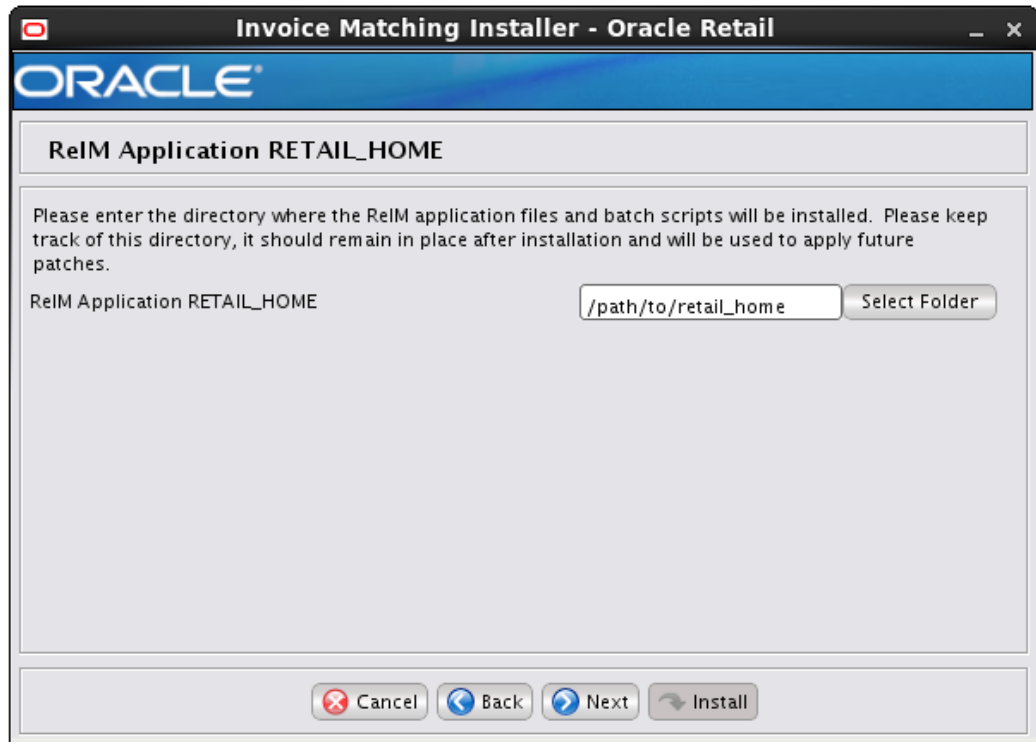 Invoice Matching Installer - Oracle Retail
ORACLE
ReIM Application RETAIL_HOME
Please enter the directory where the ReIM application files and batch scripts will be installed. Please keep
track of this directory, it should remain in place after installation and will be used to apply future
patches.
ReIM Application RETAIL_HOME /path/to/retail_home Select Folder
Cancel Back Next Install